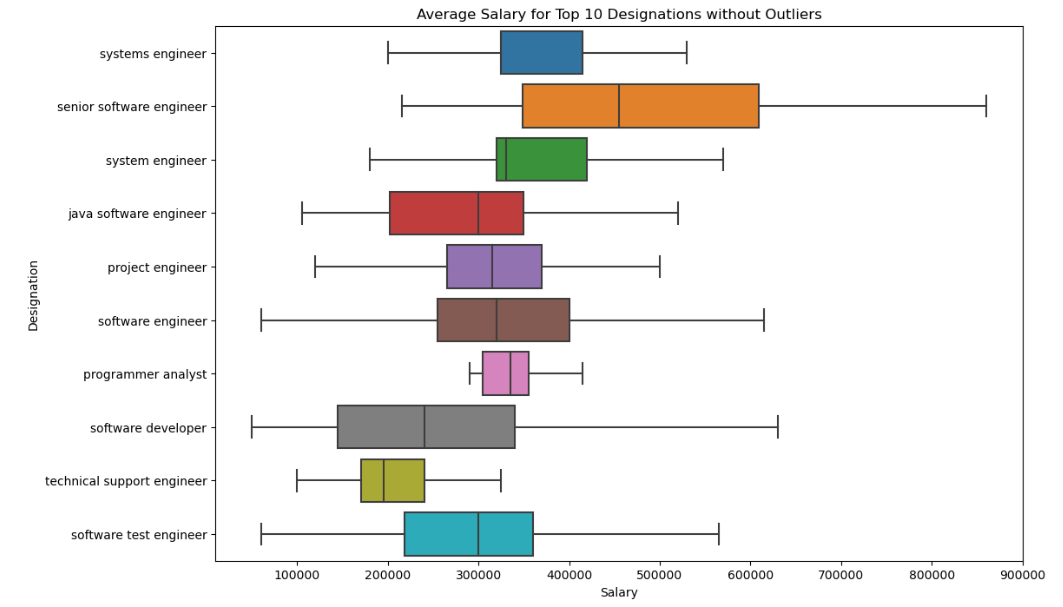 Average Salary for Top 10 Designations without Outliers
systems engineer
senior software engineer
system engineer
java software engineer
project engineer
software engineer
programmer analyst
software developer
technical support engineer
software test engineer
Designation
100000 200000 300000 400000 500000 600000 700000 800000 900000
Salary